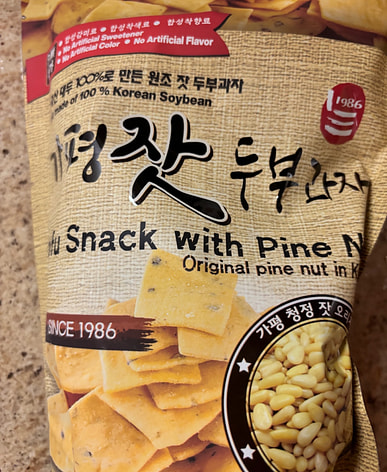 합성감미료 • 합성착색료 • 합성착향료
• No Artificial Sweetener
• No Artificial Color • No Artificial Flavor
대두 100%로 만든 원조 잣 두부과자
made of 100 % Korean Soybean
1986
평 잣 두부과자
Snack with Pine
Original pine nut in
SINCE 1986
가평 청정 잣